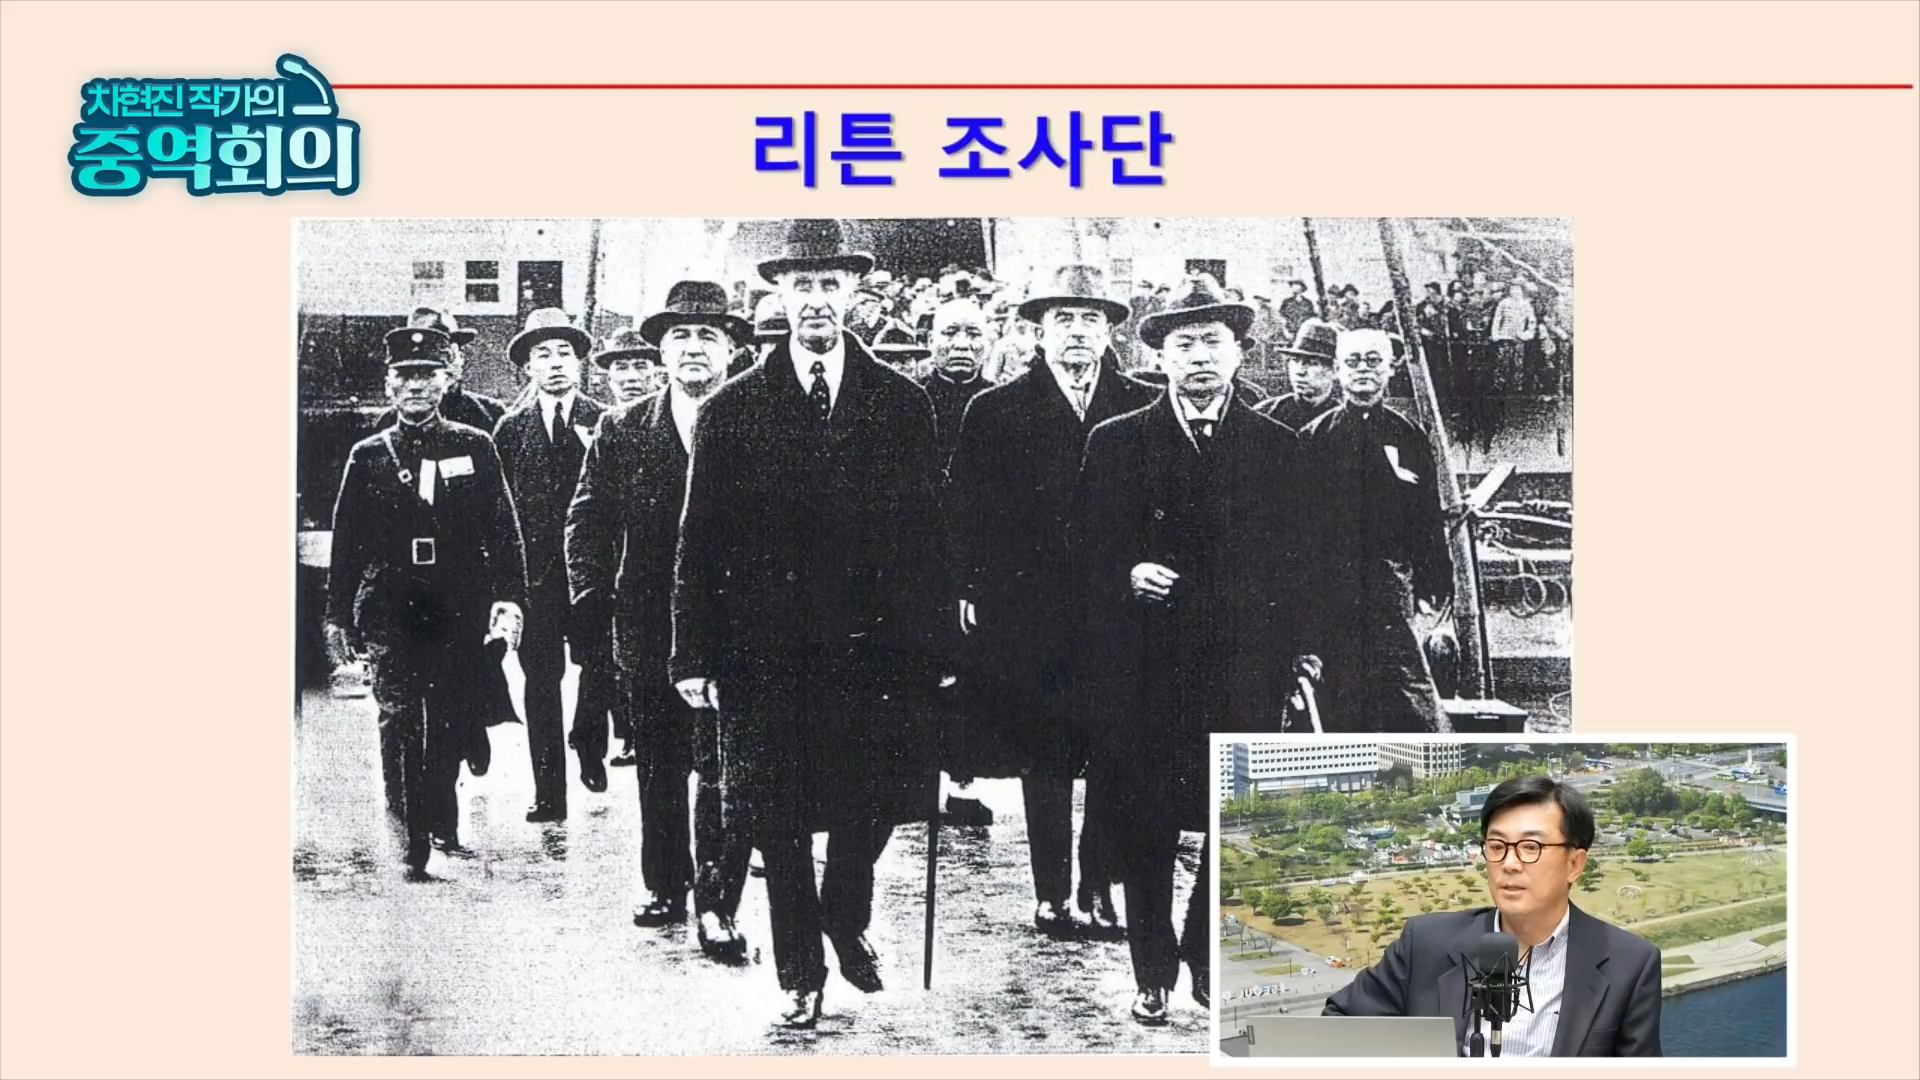 차현진 작가의
중역회의
리튼 조사단